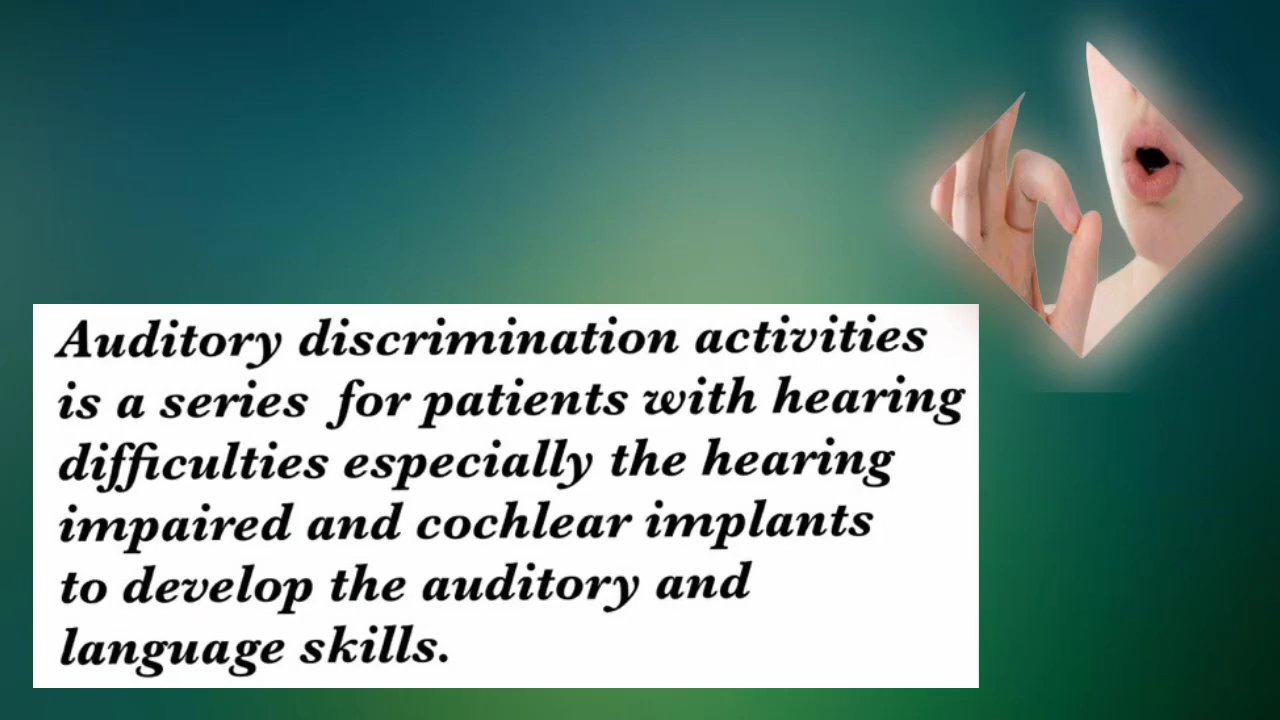 Auditory discrimination activities
is a series for patients with hearing
difficulties especially the hearing
impaired and cochlear implants
to develop the auditory and
language skills.